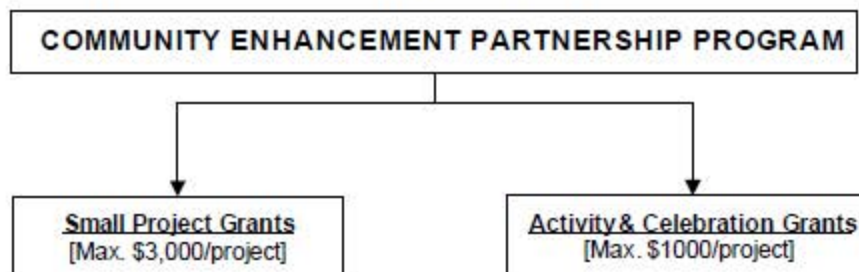 COMMUNITY ENHANCEMENT PARTNERSHIP PROGRAM
Small Project Grants
[Max. $3,000/project]
Activity & Celebration Grants
[Max. $1000/project]